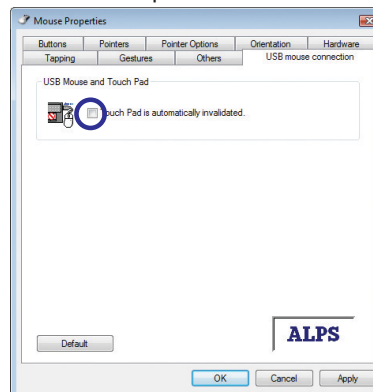 Mouse Properties
Buttons Pointers Pointer Options Orientation Hardware
Tapping Gestures Others USB mouse connection
USB Mouse and Touch Pad
Touch Pad is automatically invalidated.
Default
ALPS
OK Cancel Apply